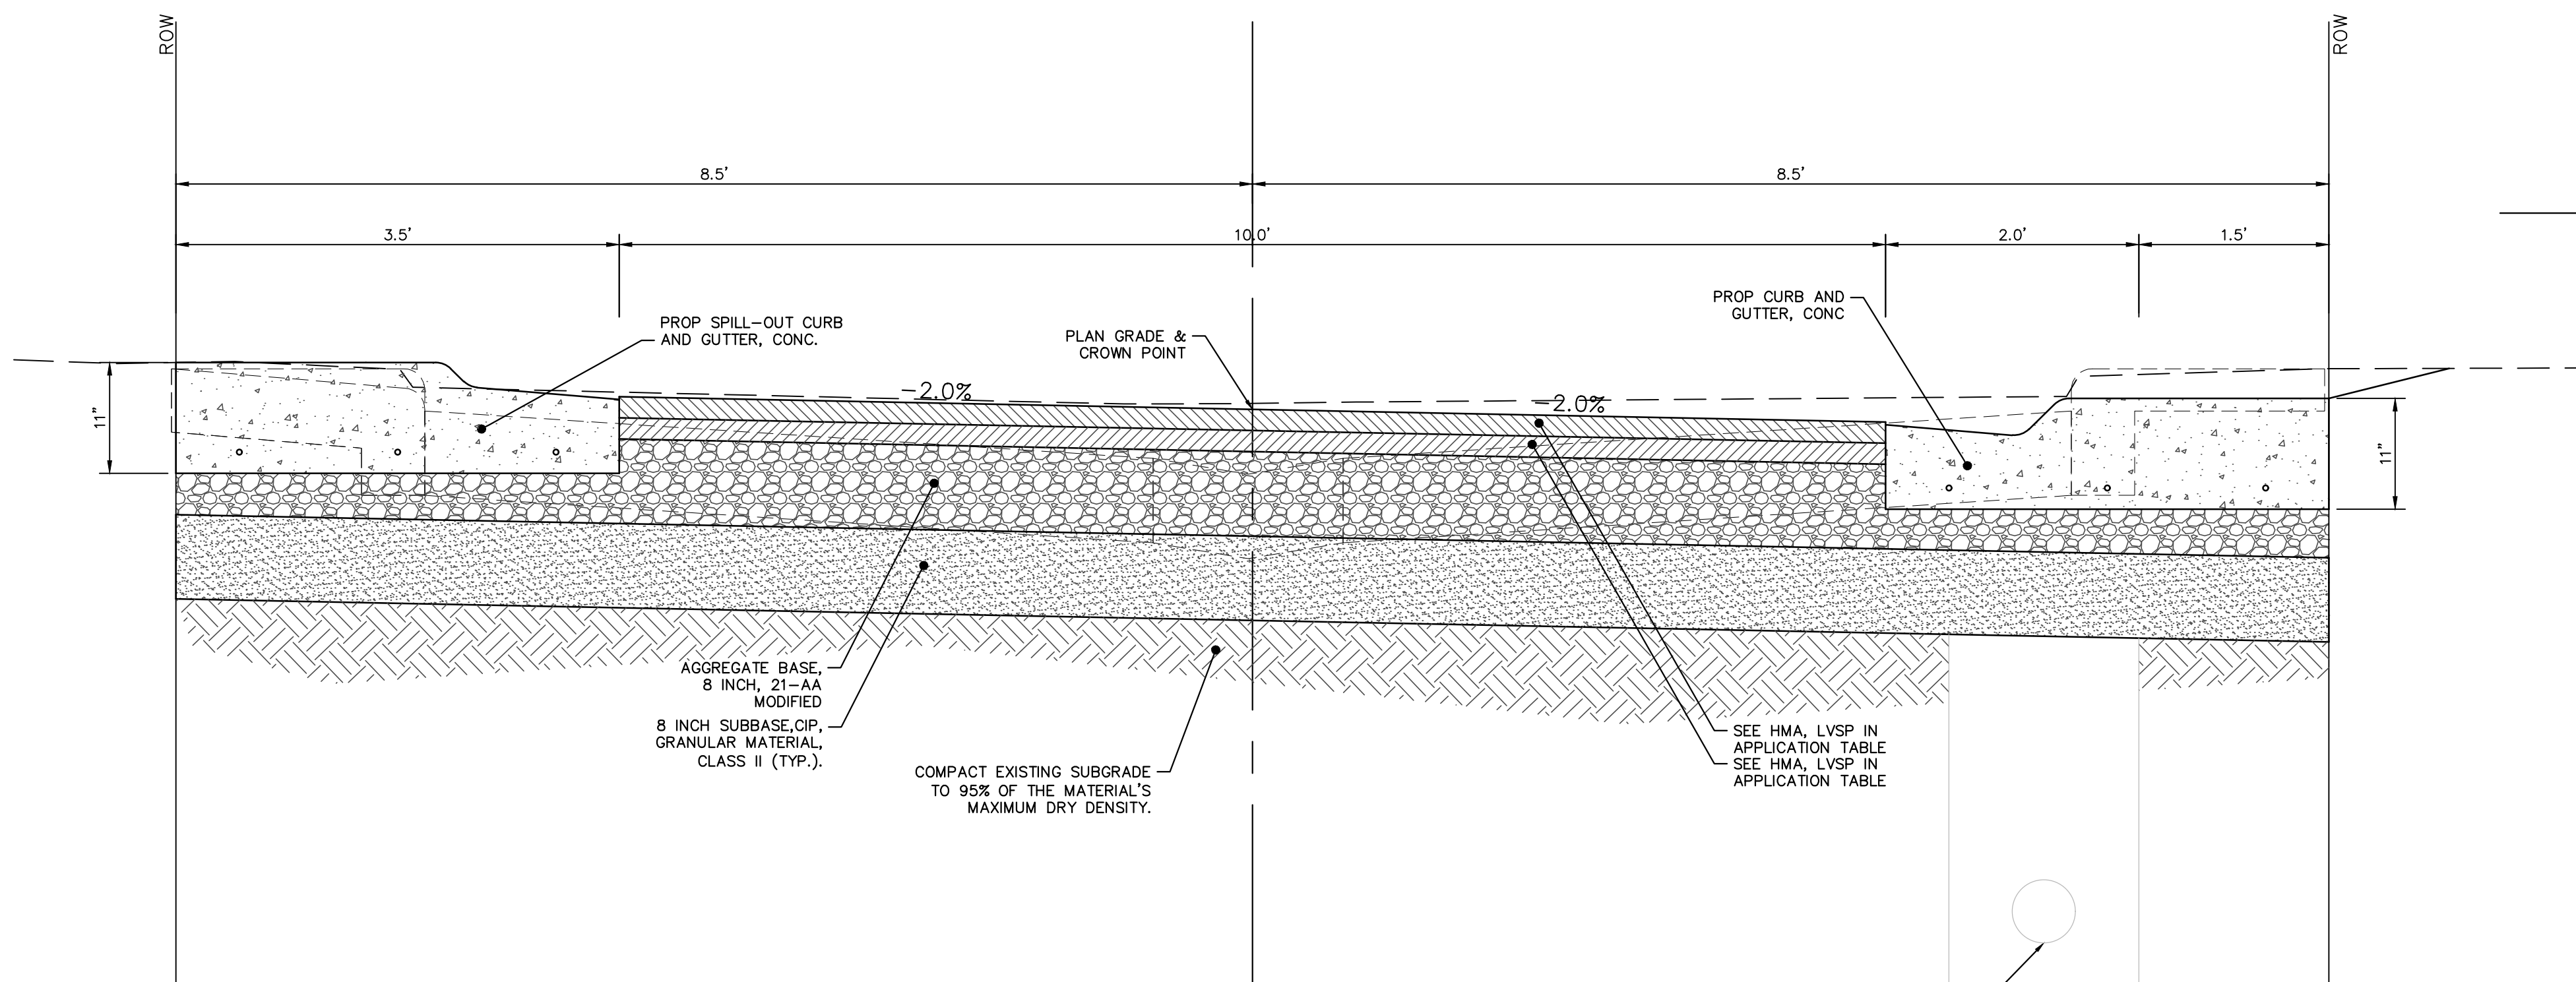 ROW
ROW
8.5'
8.5'
3.5'
10.0'
2.0'
1.5'
PROP CURB AND
GUTTER, CONC
PROP SPILL-OUT CURB
AND GUTTER, CONC.
PLAN GRADE &
CROWN POINT
-2.0%
-2.0%
11"
11"
AGGREGATE BASE,
8 INCH, 21-AA
MODIFIED
8 INCH SUBBASE,CIP,
GRANULAR MATERIAL,
CLASS II (TYP.).
COMPACT EXISTING SUBGRADE
TO 95% OF THE MATERIAL'S
MAXIMUM DRY DENSITY.
SEE HMA, LVSP IN
APPLICATION TABLE
SEE HMA, LVSP IN
APPLICATION TABLE